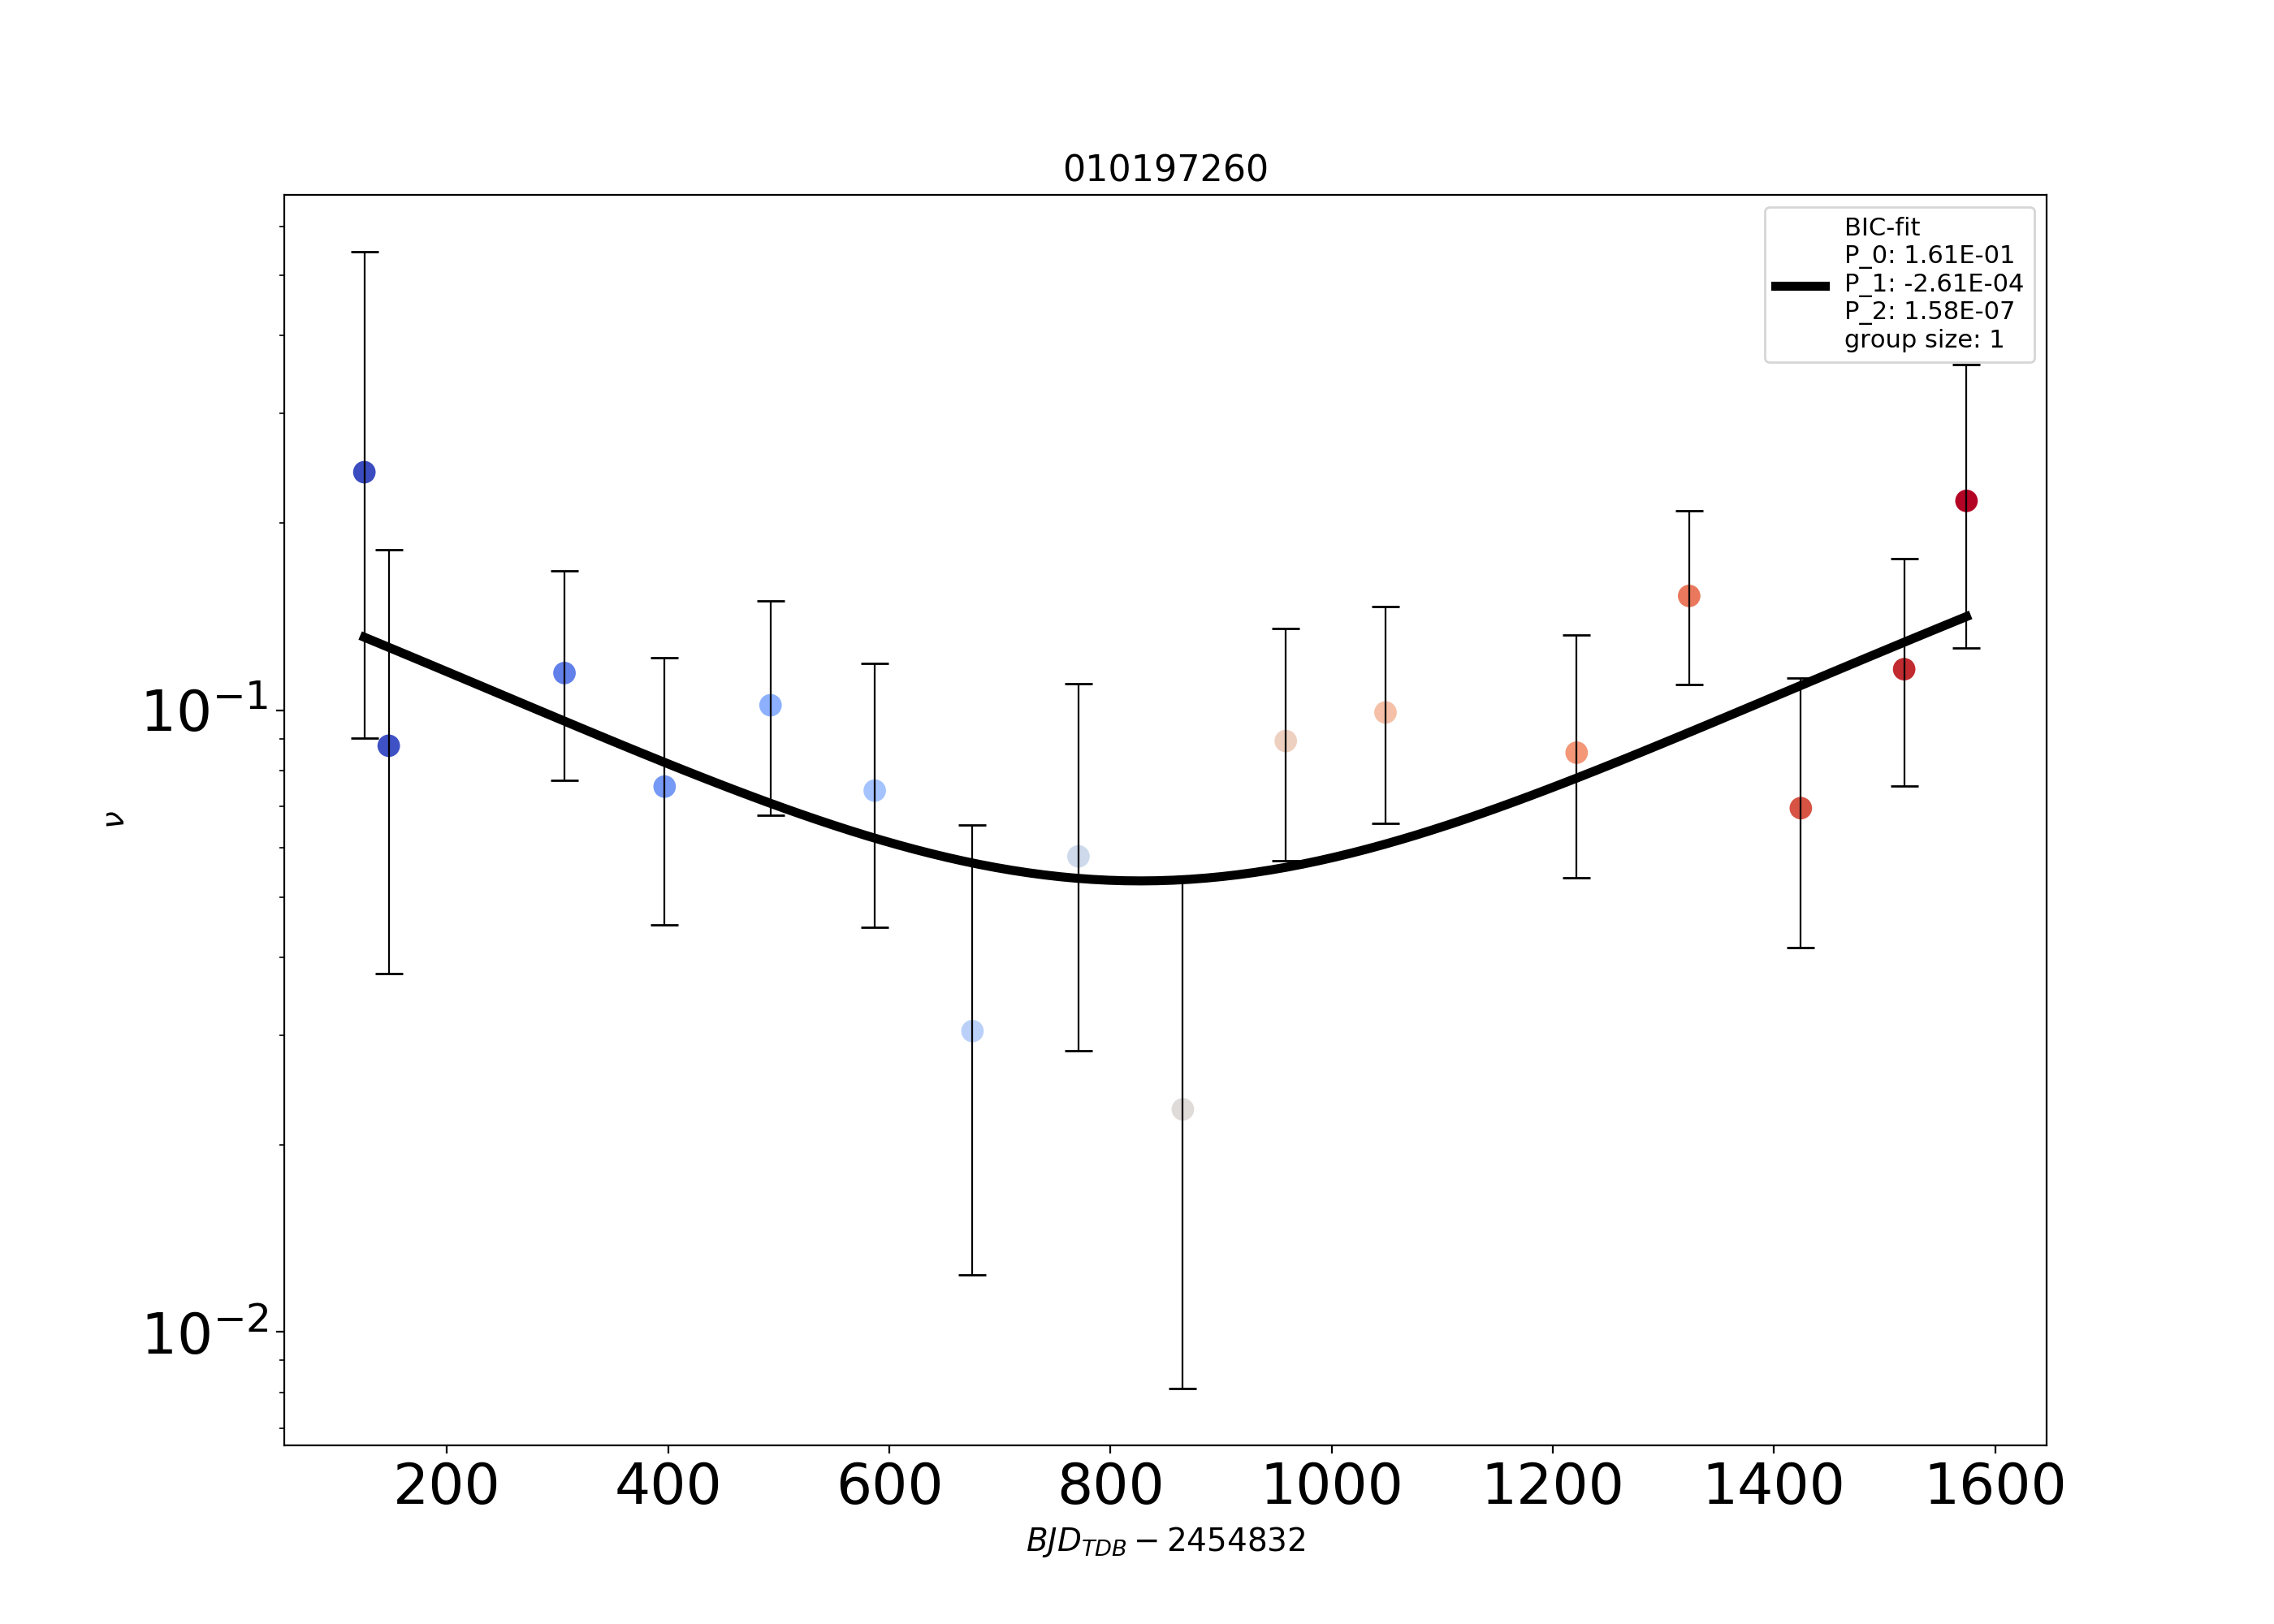 010197260
BIC-fit
P_0: 1.61E-01
P_1: -2.61E-04
P_2: 1.58E-07
group size: 1
10⁻¹
ν
10⁻²
200 400 600 800 1000 1200 1400 1600
BJD_TDB − 2454832